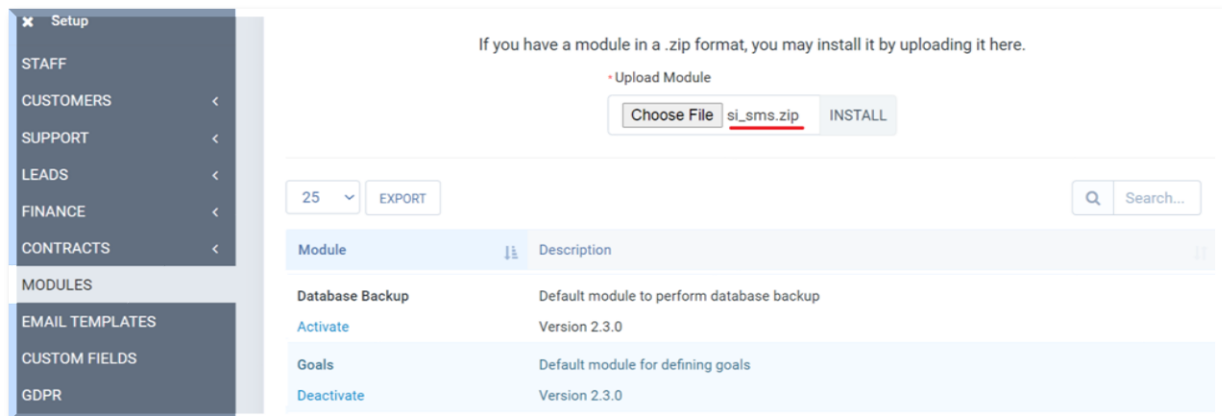 Setup
STAFF
CUSTOMERS
SUPPORT
LEADS
FINANCE
CONTRACTS
MODULES
EMAIL TEMPLATES
CUSTOM FIELDS
GDPR
If you have a module in a .zip format, you may install it by uploading it here.
* Upload Module
Choose File si_sms.zip INSTALL
25 EXPORT Search...
Module Description
Database Backup Default module to perform database backup
Activate Version 2.3.0
Goals Default module for defining goals
Deactivate Version 2.3.0